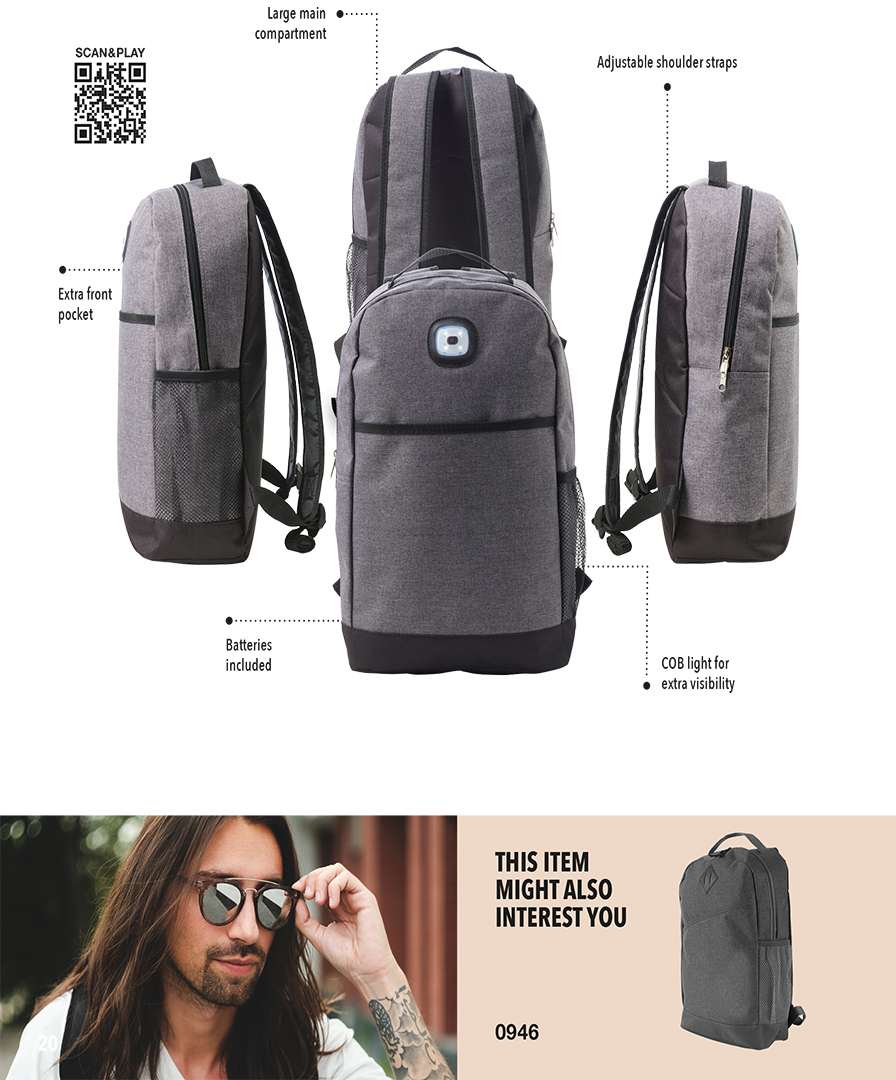 Large main
compartment
SCAN&PLAY
Adjustable shoulder straps
Extra front
pocket
Batteries
included
COB light for
extra visibility
THIS ITEM
MIGHT ALSO
INTEREST YOU
0946
20